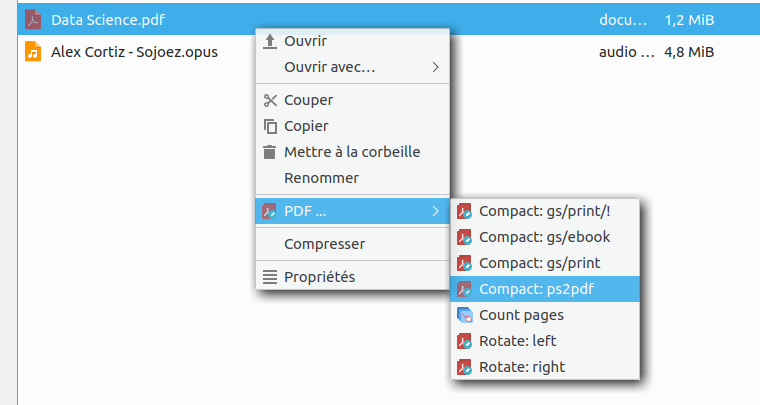 Data Science.pdf docu… 1,2 MiB
Alex Cortiz - Sojoez.opus audio … 4,8 MiB
Ouvrir
Ouvrir avec…
Couper
Copier
Mettre à la corbeille
Renommer
PDF ...
Compresser
Propriétés
Compact: gs/print/!
Compact: gs/ebook
Compact: gs/print
Compact: ps2pdf
Count pages
Rotate: left
Rotate: right